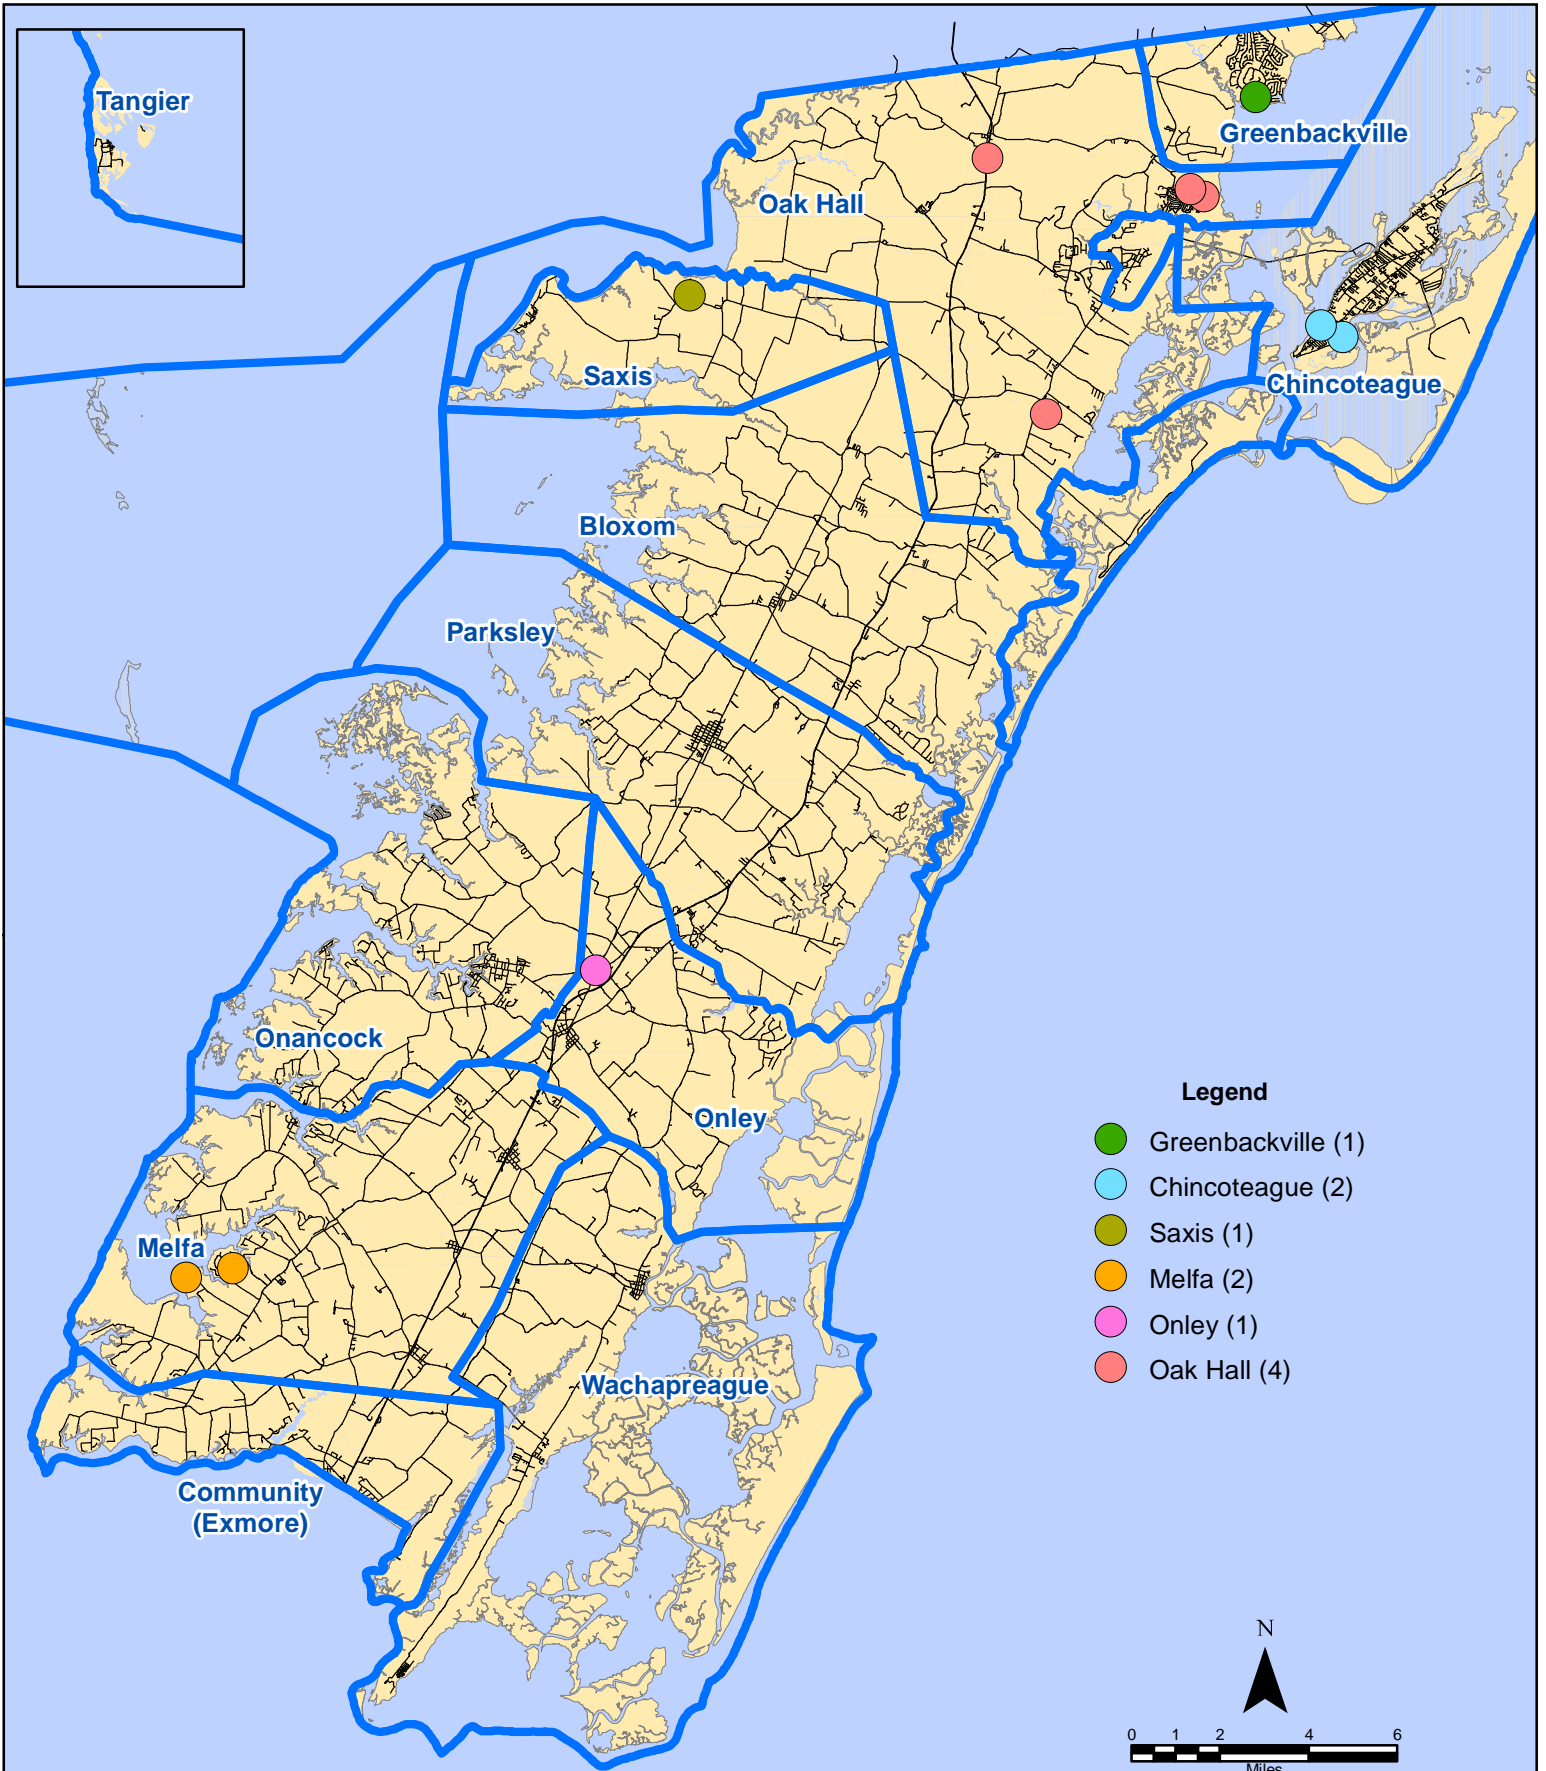 Tangier
Greenbackville
Oak Hall
Saxis
Chincoteague
Bloxom
Parksley
Onancock
Onley
Melfa
Wachapreague
Community
(Exmore)
Legend
Greenbackville (1)
Chincoteague (2)
Saxis (1)
Melfa (2)
Onley (1)
Oak Hall (4)
N
0 1 2 4 6
Miles